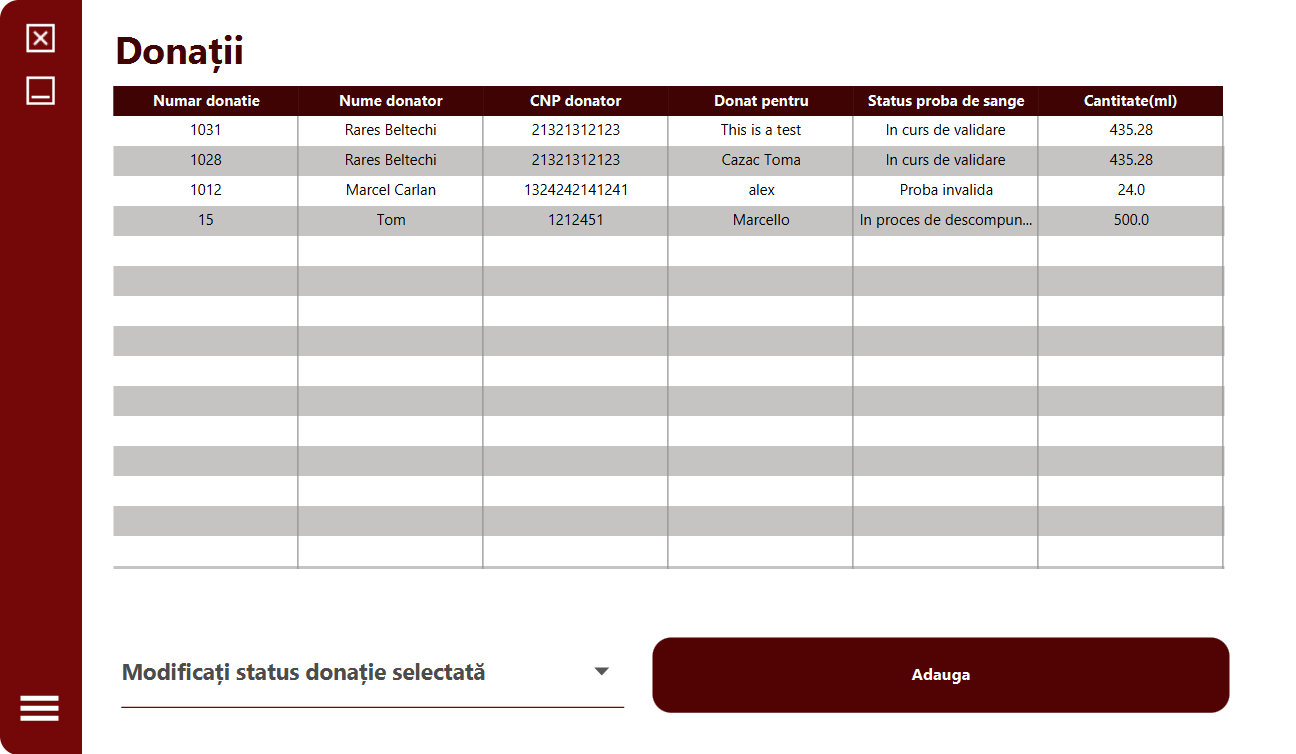 Donații
Numar donatie Nume donator CNP donator Donat pentru Status proba de sange Cantitate(ml)
1031 Rares Beltechi 21321312123 This is a test In curs de validare 435.28
1028 Rares Beltechi 21321312123 Cazac Toma In curs de validare 435.28
1012 Marcel Carlan 1324242141241 alex Proba invalida 24.0
15 Tom 1212451 Marcello In proces de descompun... 500.0
Modificați status donație selectată
Adauga